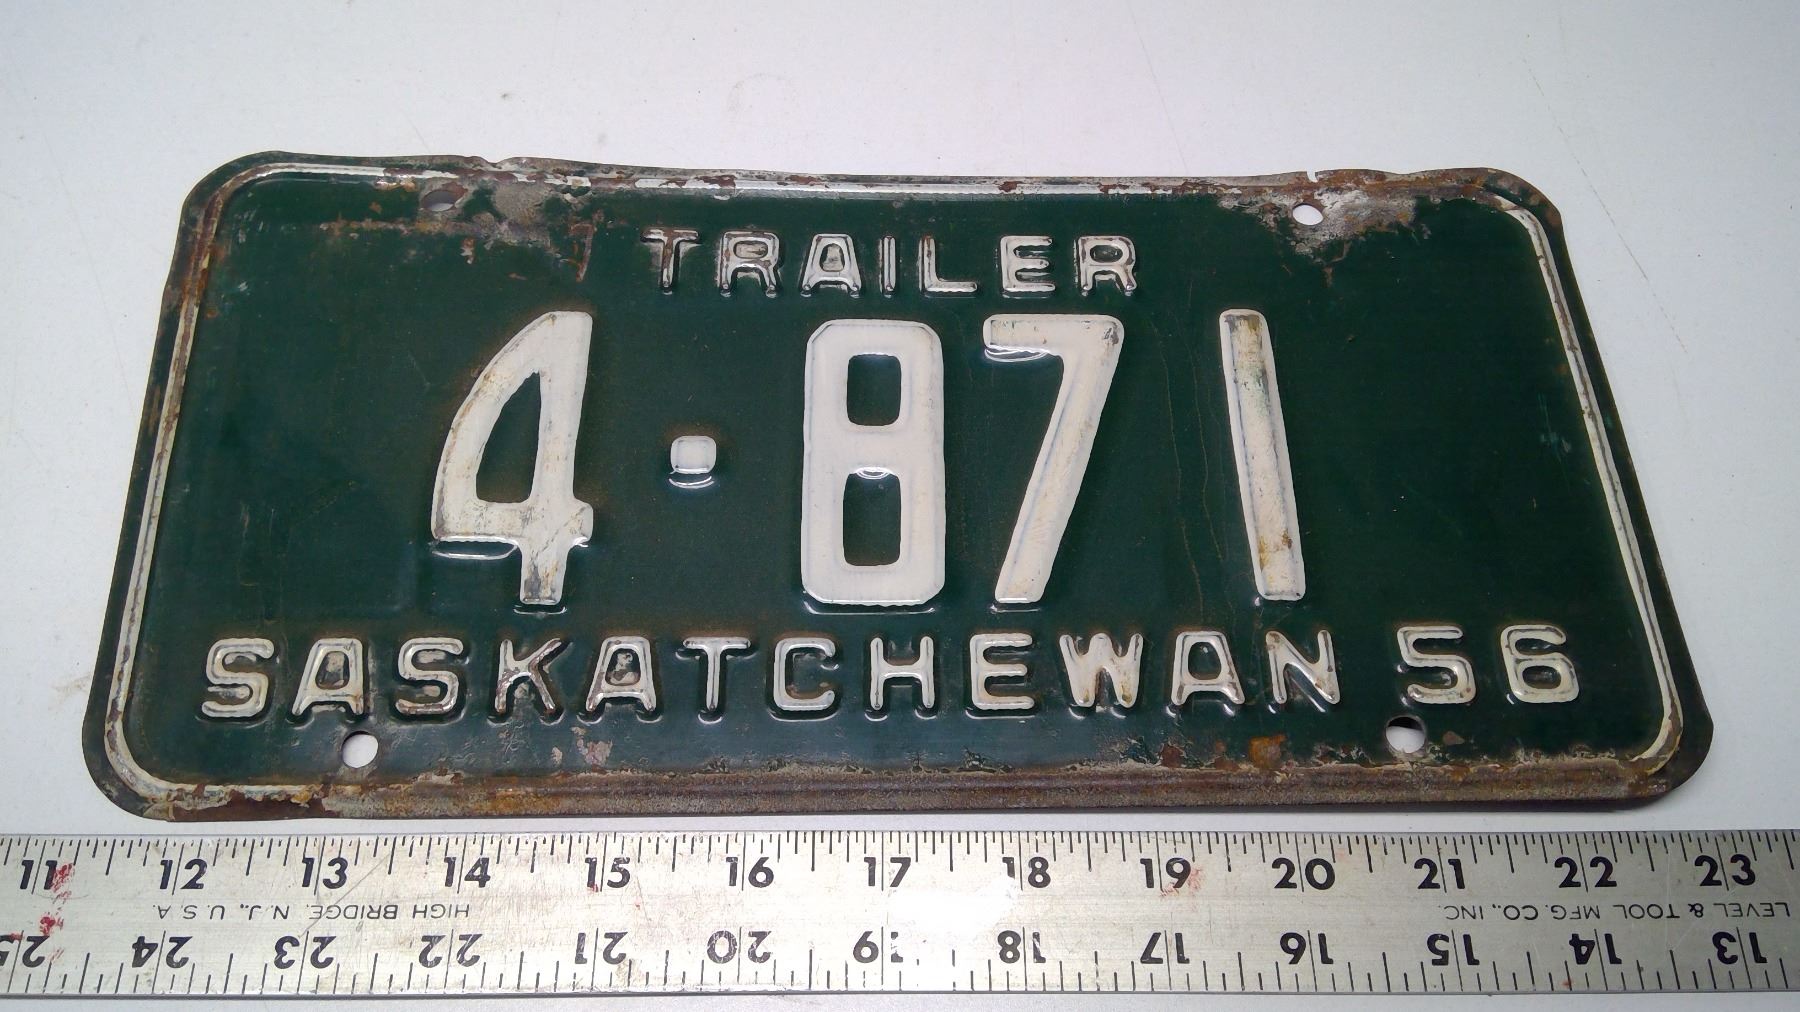 TRAILER
4·871
SASKATCHEWAN 56
11 12 13 14 15 16 17 18 19 20 21 22 23
LEVEL & TOOL MFG. CO., INC. HIGH BRIDGE, N.J., U.S.A.
13 14 15 16 17 18 19 20 21 22 23 24 25